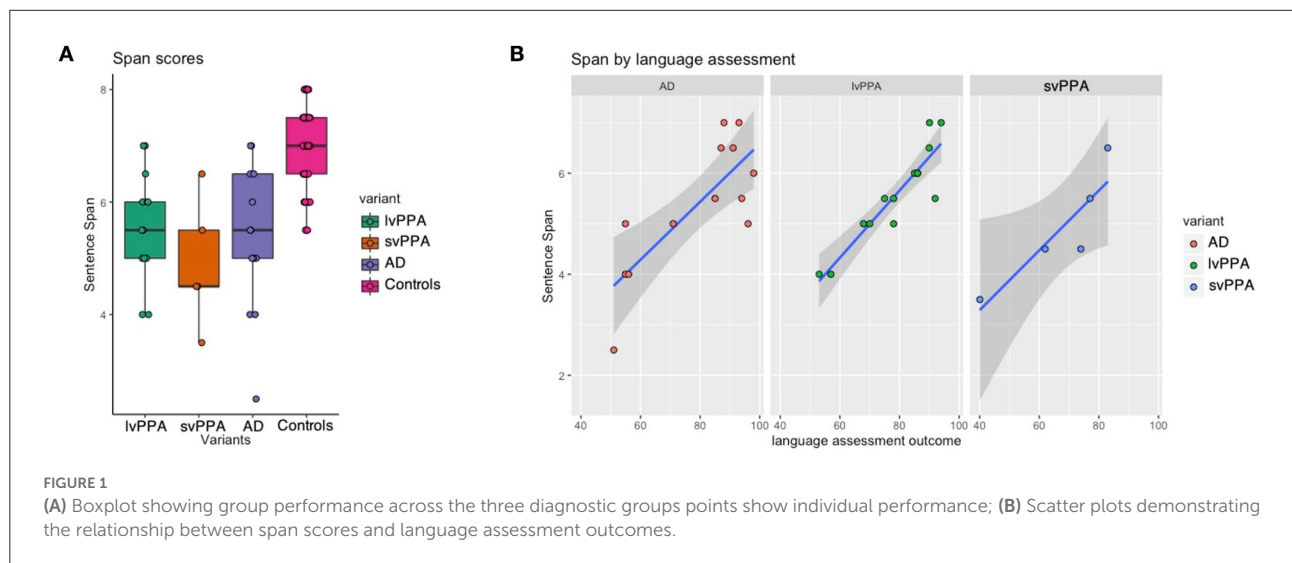 A
Span scores
8
6
4
Sentence Span
lvPPA
svPPA
AD
Controls
Variants
variant
lvPPA
svPPA
AD
Controls
B
Span by language assessment
AD
lvPPA
svPPA
6
4
2
Sentence Span
40 60 80 100 40 60 80 100 40 60 80 100
language assessment outcome
variant
AD
lvPPA
svPPA
FIGURE 1
(A) Boxplot showing group performance across the three diagnostic groups points show individual performance; (B) Scatter plots demonstrating
the relationship between span scores and language assessment outcomes.